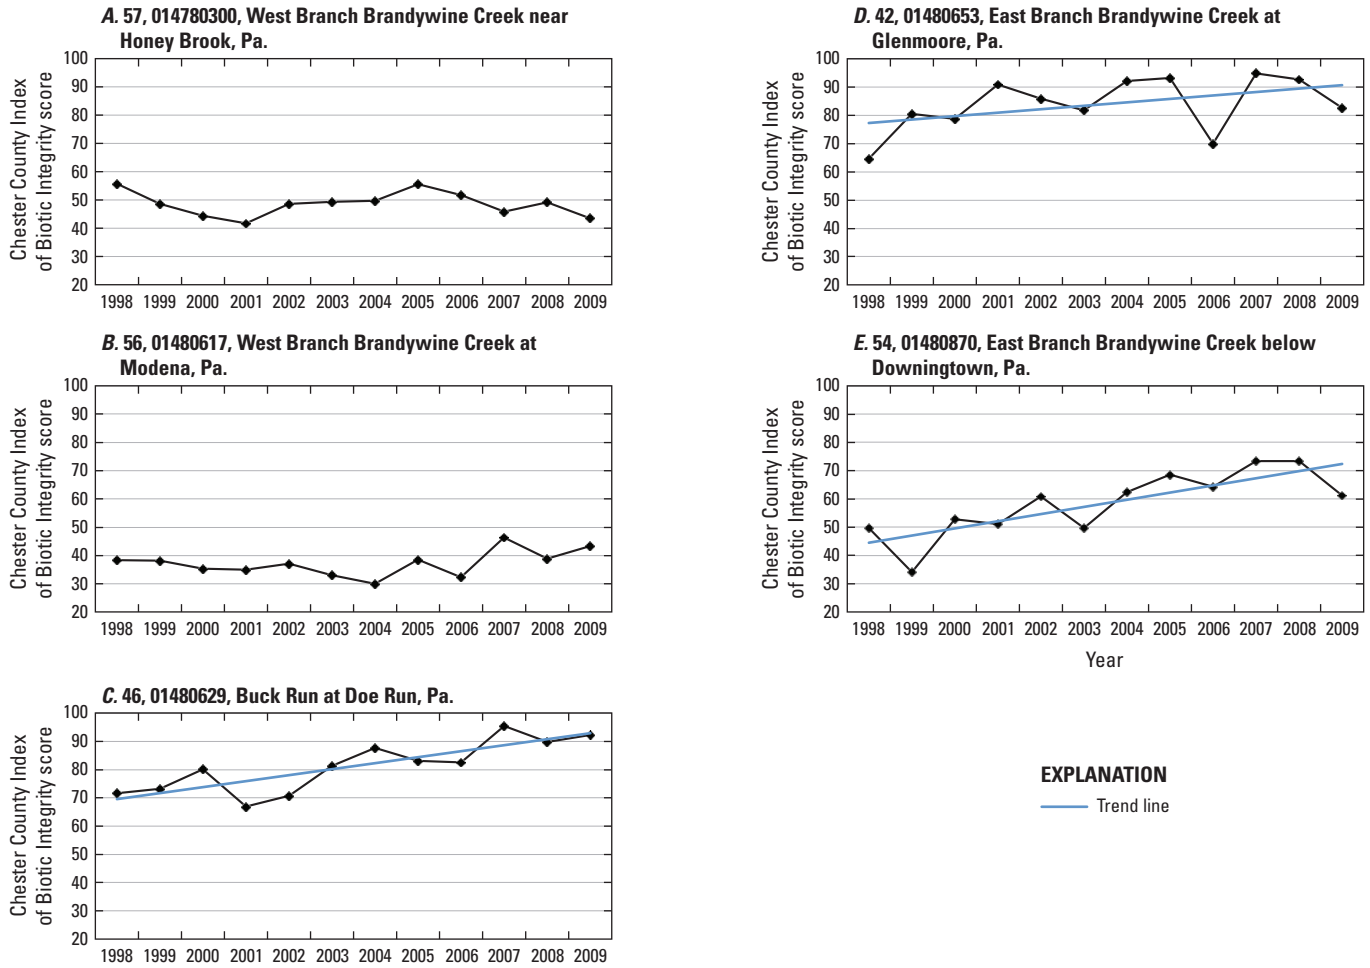 A. 57, 014780300, West Branch Brandywine Creek near
Honey Brook, Pa.
Chester County Index
of Biotic Integrity score
100
90
80
70
60
50
40
30
20
1998 1999 2000 2001 2002 2003 2004 2005 2006 2007 2008 2009
B. 56, 01480617, West Branch Brandywine Creek at
Modena, Pa.
Chester County Index
of Biotic Integrity score
100
90
80
70
60
50
40
30
20
1998 1999 2000 2001 2002 2003 2004 2005 2006 2007 2008 2009
C. 46, 01480629, Buck Run at Doe Run, Pa.
Chester County Index
of Biotic Integrity score
100
90
80
70
60
50
40
30
20
1998 1999 2000 2001 2002 2003 2004 2005 2006 2007 2008 2009
D. 42, 01480653, East Branch Brandywine Creek at
Glenmoore, Pa.
Chester County Index
of Biotic Integrity score
100
90
80
70
60
50
40
30
20
1998 1999 2000 2001 2002 2003 2004 2005 2006 2007 2008 2009
E. 54, 01480870, East Branch Brandywine Creek below
Downingtown, Pa.
Chester County Index
of Biotic Integrity score
100
90
80
70
60
50
40
30
20
1998 1999 2000 2001 2002 2003 2004 2005 2006 2007 2008 2009
Year
EXPLANATION
Trend line